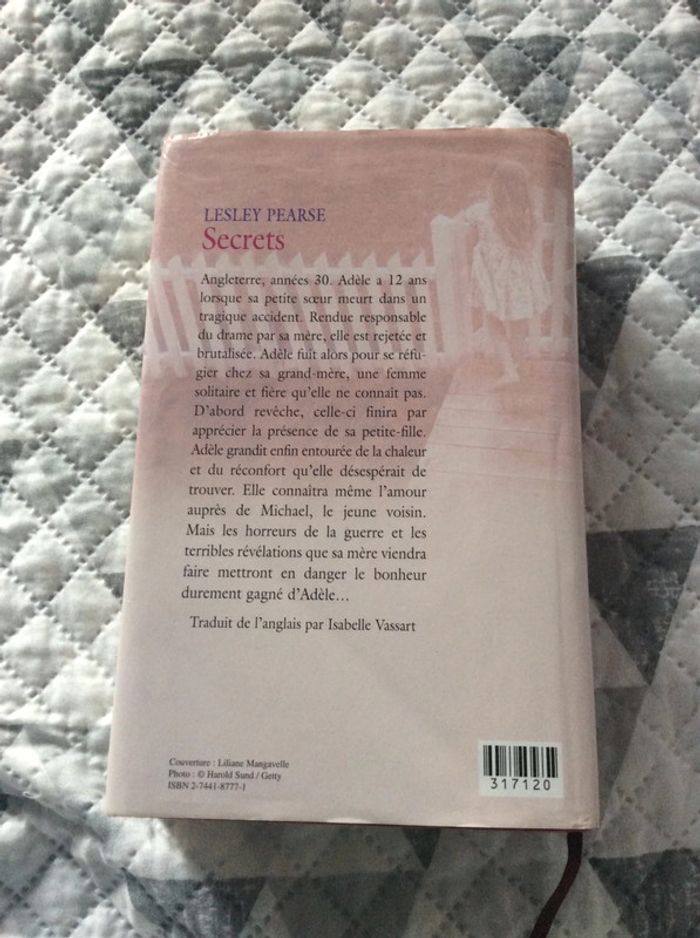 LESLEY PEARSE
Secrets
Angleterre, années 30. Adèle a 12 ans
lorsque sa petite sœur meurt dans un
tragique accident. Rendue responsable
du drame par sa mère, elle est rejetée et
brutalisée. Adèle fuit alors pour se réfu-
gier chez sa grand-mère, une femme
solitaire et fière qu'elle ne connaît pas.
D'abord revêche, celle-ci finira par
apprécier la présence de sa petite-fille.
Adèle grandit enfin entourée de la chaleur
et du réconfort qu'elle désespérait de
trouver. Elle connaîtra même l'amour
auprès de Michael, le jeune voisin.
Mais les horreurs de la guerre et les
terribles révélations que sa mère viendra
faire mettront en danger le bonheur
durement gagné d'Adèle…
Traduit de l'anglais par Isabelle Vassart
Couverture : Liliane Mangavelle
Photo : © Harold Sund / Getty
ISBN 2-7441-8777-1
317120